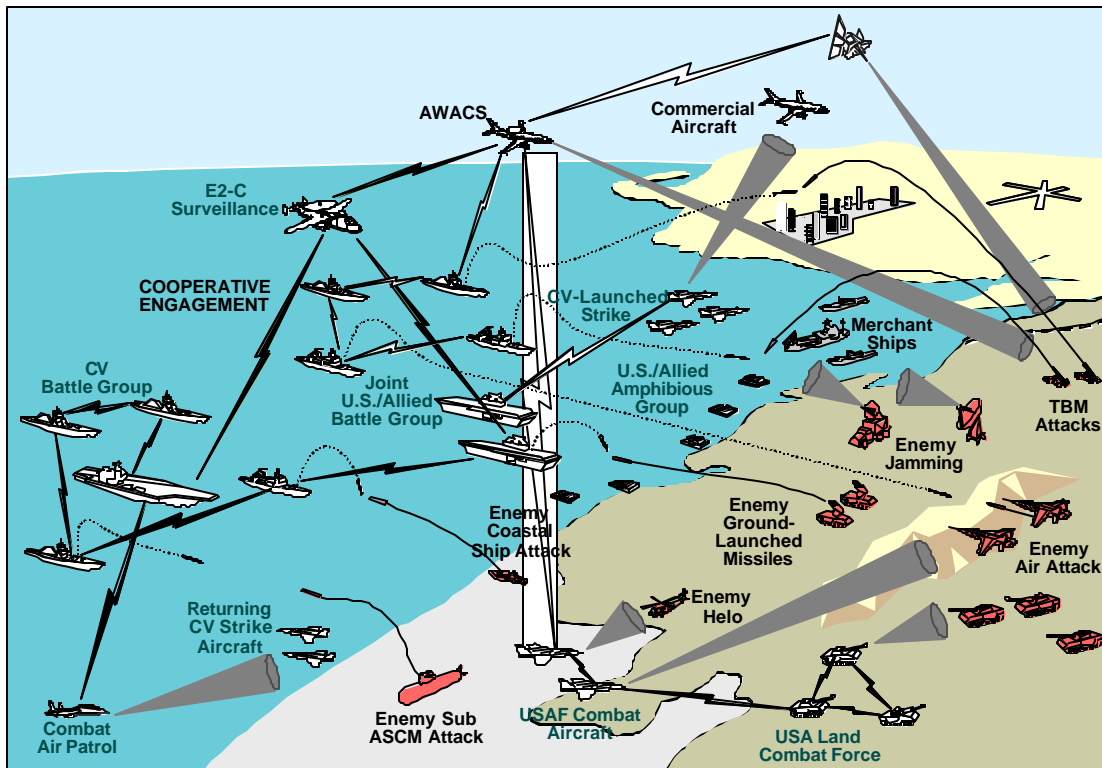 AWACS
Commercial
Aircraft
E2-C
Surveillance
COOPERATIVE
ENGAGEMENT
CV-Launched
Strike
Merchant
Ships
CV
Battle Group
Joint
U.S./Allied
Battle Group
U.S./Allied
Amphibious
Group
TBM
Attacks
Enemy
Jamming
Enemy
Coastal
Ship Attack
Enemy
Ground-
Launched
Missiles
Enemy
Air Attack
Returning
CV Strike
Aircraft
Enemy
Helo
Combat
Air Patrol
Enemy Sub
ASCM Attack
USAF Combat
Aircraft
USA Land
Combat Force